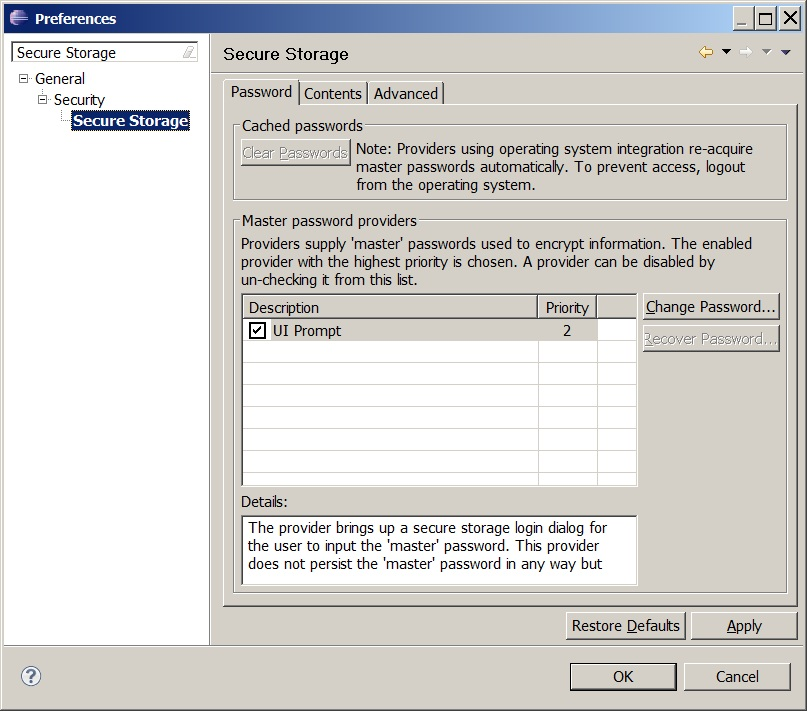 Preferences
Secure Storage
General
Security
Secure Storage
Secure Storage
Password
Contents
Advanced
Cached passwords
Clear Passwords
Note: Providers using operating system integration re-acquire
master passwords automatically. To prevent access, logout
from the operating system.
Master password providers
Providers supply 'master' passwords used to encrypt information. The enabled
provider with the highest priority is chosen. A provider can be disabled by
un-checking it from this list.
Description
Priority
UI Prompt
2
Change Password...
Recover Password...
Details:
The provider brings up a secure storage login dialog for
the user to input the 'master' password. This provider
does not persist the 'master' password in any way but
Restore Defaults
Apply
?
OK
Cancel